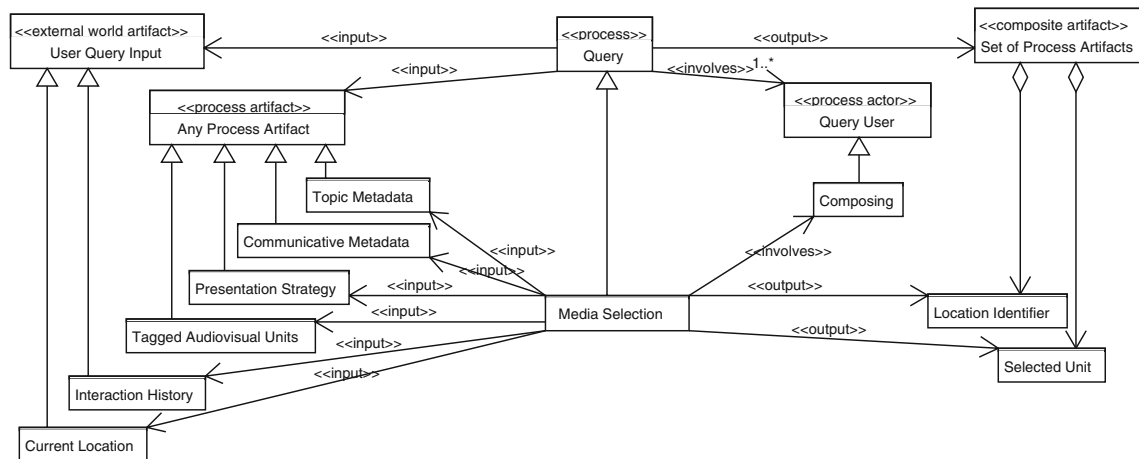 <<external world artifact>>
User Query Input
<<input>>
<<process>>
Query
<<output>>
<<composite artifact>>
Set of Process Artifacts
<<input>>
<<involves>>
1..*
<<process artifact>>
Any Process Artifact
<<process actor>>
Query User
Topic Metadata
Composing
Communicative Metadata
<<input>>
<<involves>>
<<input>>
Presentation Strategy
<<input>>
Media Selection
<<output>>
Location Identifier
Tagged Audiovisual Units
<<input>>
<<output>>
<<input>>
Selected Unit
<<input>>
Interaction History
Current Location